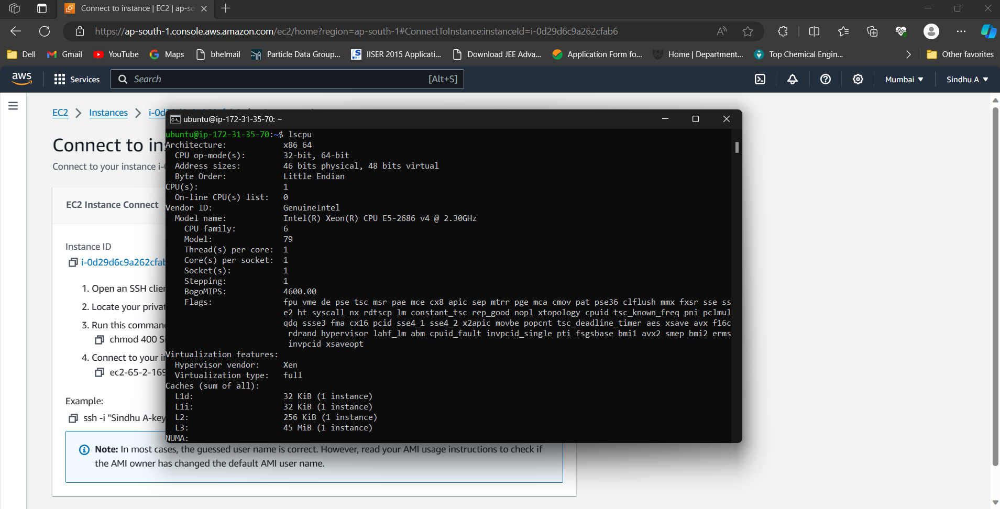 Connect to instance | EC2 | ap-so
https://ap-south-1.console.aws.amazon.com/ec2/home?region=ap-south-1#ConnectToInstance:instanceId=i-0d29d6c9a262cfab6
Dell Gmail YouTube Maps bhelmail Particle Data Group... IISER 2015 Applicati... Download JEE Adva... Application Form fo... Home | Department... Top Chemical Engin... Other favorites
aws Services Search [Alt+S] Mumbai Sindhu A
EC2 Instances i-0d
Connect to in
Connect to your instance i-0
EC2 Instance Connect
Instance ID
i-0d29d6c9a262cfab
1. Open an SSH clien
2. Locate your privat
3. Run this comman
chmod 400 Si
4. Connect to your in
ec2-65-2-169
Example:
ssh -i "Sindhu A-key
Note: In most cases, the guessed user name is correct. However, read your AMI usage instructions to check if
the AMI owner has changed the default AMI user name.
ubuntu@ip-172-31-35-70: ~
ubuntu@ip-172-31-35-70:~$ lscpu
Architecture: x86_64
CPU op-mode(s): 32-bit, 64-bit
Address sizes: 46 bits physical, 48 bits virtual
Byte Order: Little Endian
CPU(s): 1
On-line CPU(s) list: 0
Vendor ID: GenuineIntel
Model name: Intel(R) Xeon(R) CPU E5-2686 v4 @ 2.30GHz
CPU family: 6
Model: 79
Thread(s) per core: 1
Core(s) per socket: 1
Socket(s): 1
Stepping: 1
BogoMIPS: 4600.00
Flags: fpu vme de pse tsc msr pae mce cx8 apic sep mtrr pge mca cmov pat pse36 clflush mmx fxsr sse ss
e2 ht syscall nx rdtscp lm constant_tsc rep_good nopl xtopology cpuid tsc_known_freq pni pclmul
qdq ssse3 fma cx16 pcid sse4_1 sse4_2 x2apic movbe popcnt tsc_deadline_timer aes xsave avx f16c
rdrand hypervisor lahf_lm abm cpuid_fault invpcid_single pti fsgsbase bmi1 avx2 smep bmi2 erms
invpcid xsaveopt
Virtualization features:
Hypervisor vendor: Xen
Virtualization type: full
Caches (sum of all):
L1d: 32 KiB (1 instance)
L1i: 32 KiB (1 instance)
L2: 256 KiB (1 instance)
L3: 45 MiB (1 instance)
NUMA: